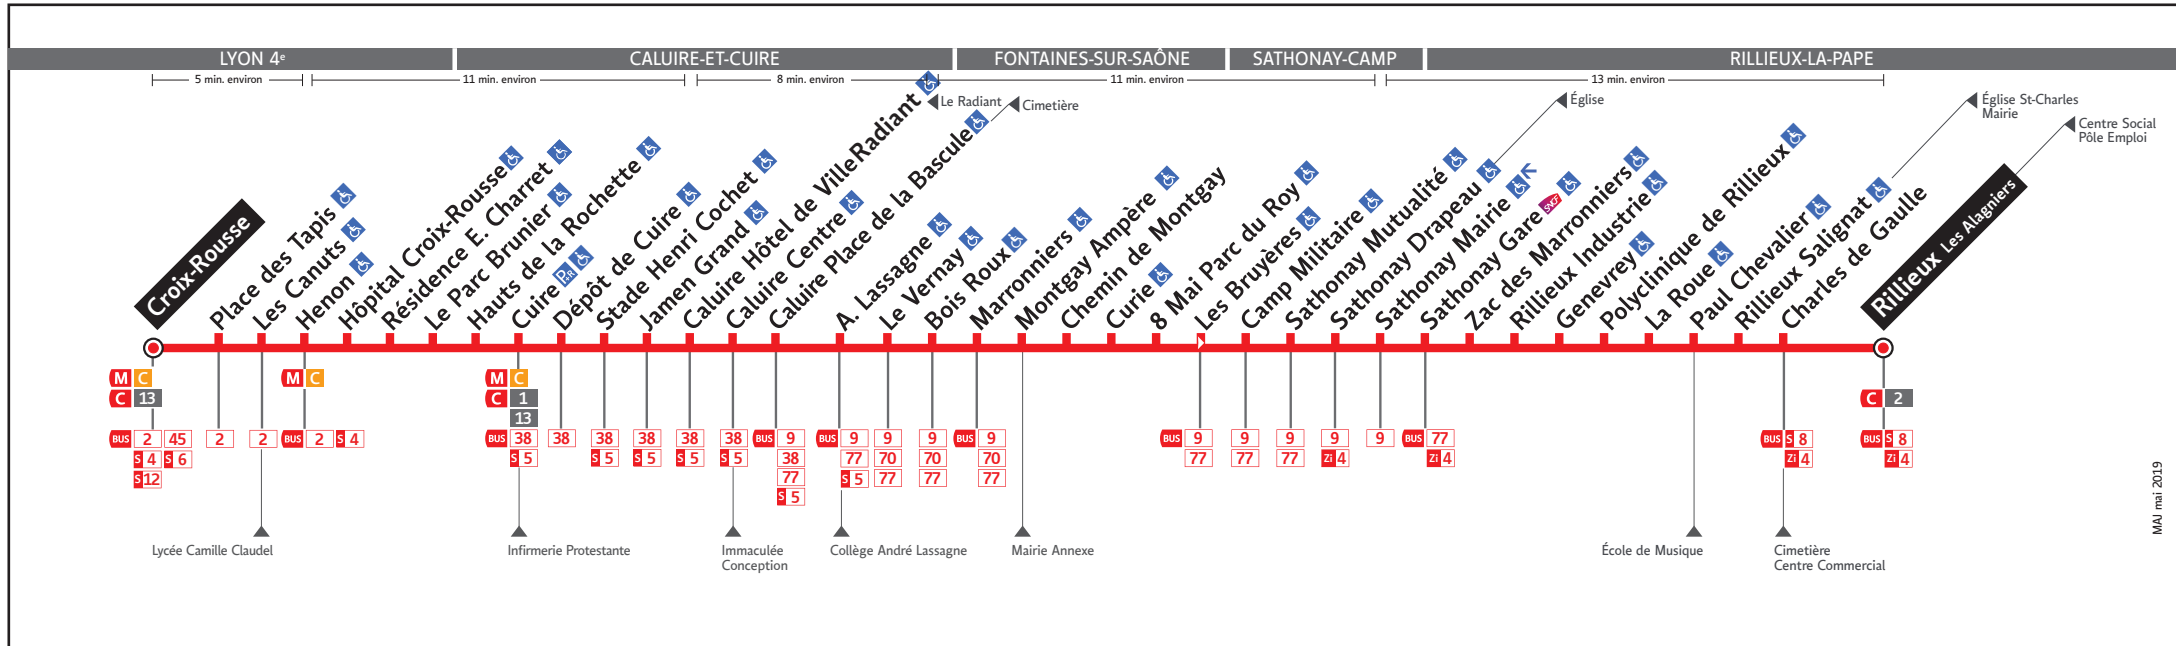 LYON 4e
CALUIRE-ET-CUIRE
FONTAINES-SUR-SAÔNE
SATHONAY-CAMP
RILLIEUX-LA-PAPE
5 min. environ
11 min. environ
8 min. environ
11 min. environ
13 min. environ
Le Radiant
Cimetière
Église
Église St-Charles
Mairie
Centre Social
Pôle Emploi
Croix-Rousse
Place des Tapis
Les Canuts
Henon
Hôpital Croix-Rousse
Résidence E. Charret
Le Parc Brunier
Hauts de la Rochette
Cuire P+R
Dépôt de Cuire
Stade Henri Cochet
Jamen Grand
Caluire Hôtel de Ville Radiant
Caluire Centre
Caluire Place de la Bascule
A. Lassagne
Le Vernay
Bois Roux
Marronniers
Montgay Ampère
Chemin de Montgay
Curie
8 Mai Parc du Roy
Les Bruyères
Camp Militaire
Sathonay Mutualité
Sathonay Drapeau
Sathonay Mairie
Sathonay Gare SNCF
Zac des Marronniers
Rillieux Industrie
Genevrey
Polyclinique de Rillieux
La Roue
Paul Chevalier
Rillieux Salignat
Charles de Gaulle
Rillieux Les Alagniers
M C
C 13
BUS 2 45
S 4 S 6
S 12
2
2
M C
BUS 2 S 4
M C
C 1
13
BUS 38
S 5
38
38
S 5
38
S 5
38
S 5
38
S 5
BUS 9
38
77
S 5
BUS 9
77
S 5
9
70
77
9
70
77
BUS 9
70
77
BUS 9
77
9
77
9
77
9
Zi 4
9
BUS 77
Zi 4
BUS S 8
Zi 4
C 2
BUS S 8
Zi 4
Lycée Camille Claudel
Infirmerie Protestante
Immaculée
Conception
Collège André Lassagne
Mairie Annexe
École de Musique
Cimetière
Centre Commercial
MAJ mai 2019